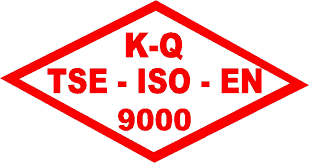 K-Q
TSE - ISO - EN
9000